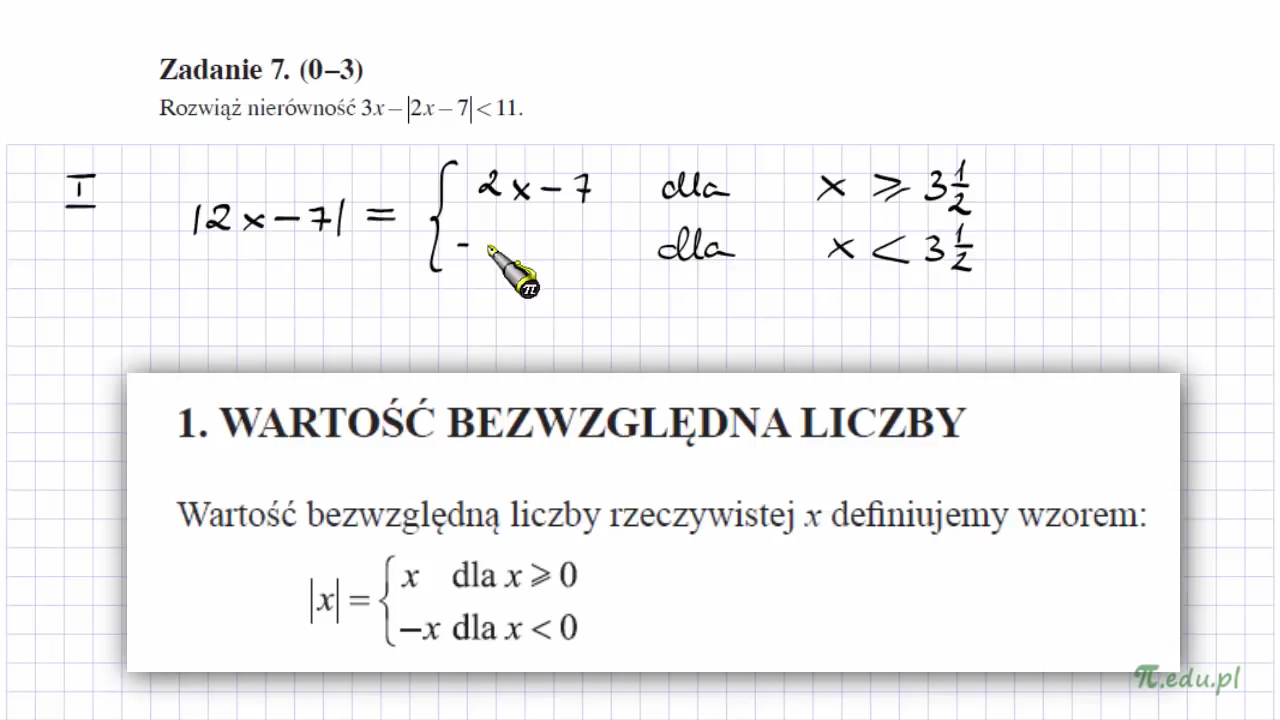 Zadanie 7. (0–3)
Rozwiąż nierówność 3x – |2x – 7| < 11.
I
|2x – 7| = { 2x – 7 dla x ⩾ 3 1/2
– dla x < 3 1/2
π
1. WARTOŚĆ BEZWZGLĘDNA LICZBY
Wartość bezwzględną liczby rzeczywistej x definiujemy wzorem:
|x| = { x dla x ⩾ 0
–x dla x < 0
π.edu.pl